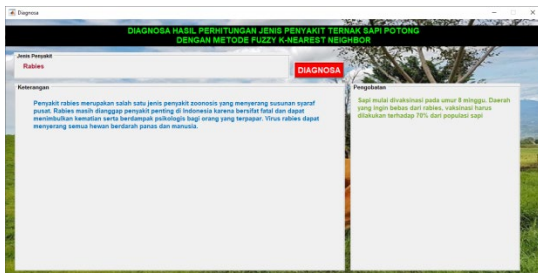 Diagnosa
DIAGNOSA HASIL PERHITUNGAN JENIS PENYAKIT TERNAK SAPI POTONG
DENGAN METODE FUZZY K-NEAREST NEIGHBOR
Jenis Penyakit
Rabies
DIAGNOSA
Keterangan
Penyakit rabies merupakan salah satu jenis penyakit zoonosis yang menyerang susunan syaraf
pusat. Rabies masih dianggap penyakit penting di Indonesia karena bersifat fatal dan dapat
menimbulkan kematian serta berdampak psikologis bagi orang yang terpapar. Virus rabies dapat
menyerang semua hewan berdarah panas dan manusia.
Pengobatan
Sapi mulai divaksinasi pada umur 8 minggu. Daerah
yang ingin bebas dari rabies, vaksinasi harus
dilakukan terhadap 70% dari populasi sapi